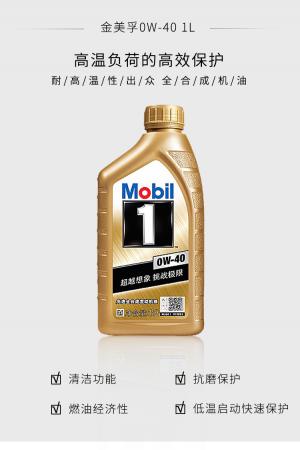 金美孚0W-40 1L
高温负荷的高效保护
耐/高/温/性/出/众 全/合/成/机/油
Mobil
1
0W-40
超越想象 挑战极限
1L
清洁功能
抗磨保护
燃油经济性
低温启动快速保护